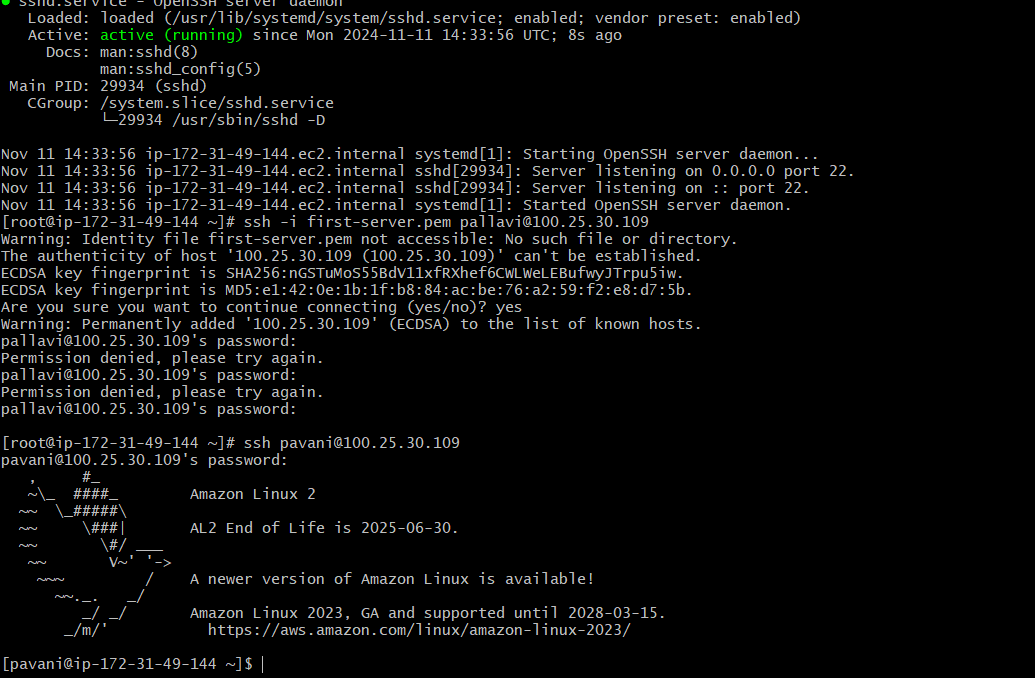 ● sshd.service - OpenSSH server daemon
   Loaded: loaded (/usr/lib/systemd/system/sshd.service; enabled; vendor preset: enabled)
   Active: active (running) since Mon 2024-11-11 14:33:56 UTC; 8s ago
     Docs: man:sshd(8)
           man:sshd_config(5)
 Main PID: 29934 (sshd)
   CGroup: /system.slice/sshd.service
           └─29934 /usr/sbin/sshd -D

Nov 11 14:33:56 ip-172-31-49-144.ec2.internal systemd[1]: Starting OpenSSH server daemon...
Nov 11 14:33:56 ip-172-31-49-144.ec2.internal sshd[29934]: Server listening on 0.0.0.0 port 22.
Nov 11 14:33:56 ip-172-31-49-144.ec2.internal sshd[29934]: Server listening on :: port 22.
Nov 11 14:33:56 ip-172-31-49-144.ec2.internal systemd[1]: Started OpenSSH server daemon.
[root@ip-172-31-49-144 ~]# ssh -i first-server.pem pallavi@100.25.30.109
Warning: Identity file first-server.pem not accessible: No such file or directory.
The authenticity of host '100.25.30.109 (100.25.30.109)' can't be established.
ECDSA key fingerprint is SHA256:nGSTuMoS55BdV11xfRXhef6CWLWeLEBufwyJTrpu5iw.
ECDSA key fingerprint is MD5:e1:42:0e:1b:1f:b8:84:ac:be:76:a2:59:f2:e8:d7:5b.
Are you sure you want to continue connecting (yes/no)? yes
Warning: Permanently added '100.25.30.109' (ECDSA) to the list of known hosts.
pallavi@100.25.30.109's password:
Permission denied, please try again.
pallavi@100.25.30.109's password:
Permission denied, please try again.
pallavi@100.25.30.109's password:

[root@ip-172-31-49-144 ~]# ssh pavani@100.25.30.109
pavani@100.25.30.109's password:
   ,     #_
   ~\_  ####_        Amazon Linux 2
  ~~  \_#####\
  ~~     \###|       AL2 End of Life is 2025-06-30.
  ~~       \#/ ___
   ~~       V~' '->
    ~~~         /    A newer version of Amazon Linux is available!
      ~~._.   _/
         _/ _/       Amazon Linux 2023, GA and supported until 2028-03-15.
       _/m/'           https://aws.amazon.com/linux/amazon-linux-2023/

[pavani@ip-172-31-49-144 ~]$